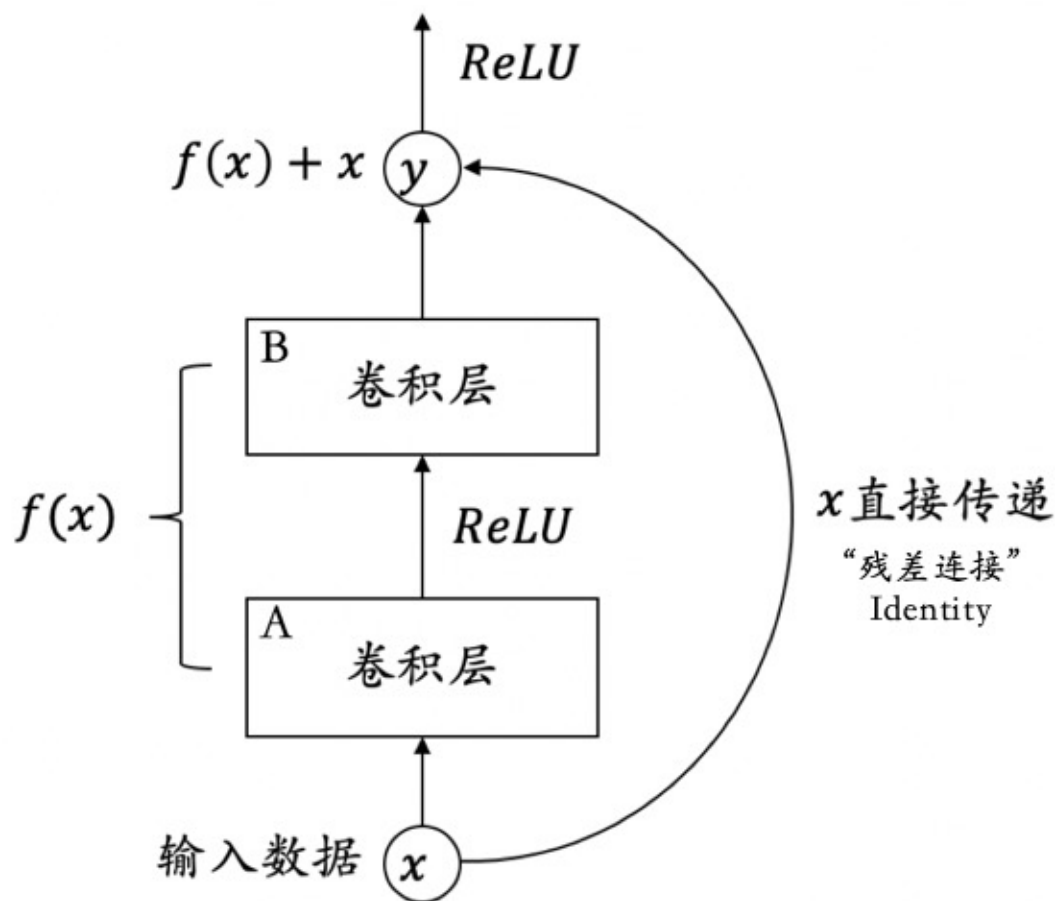 ReLU
f(x) + x y
B
卷积层
f(x)
ReLU
x直接传递
“残差连接”
Identity
A
卷积层
输入数据 x